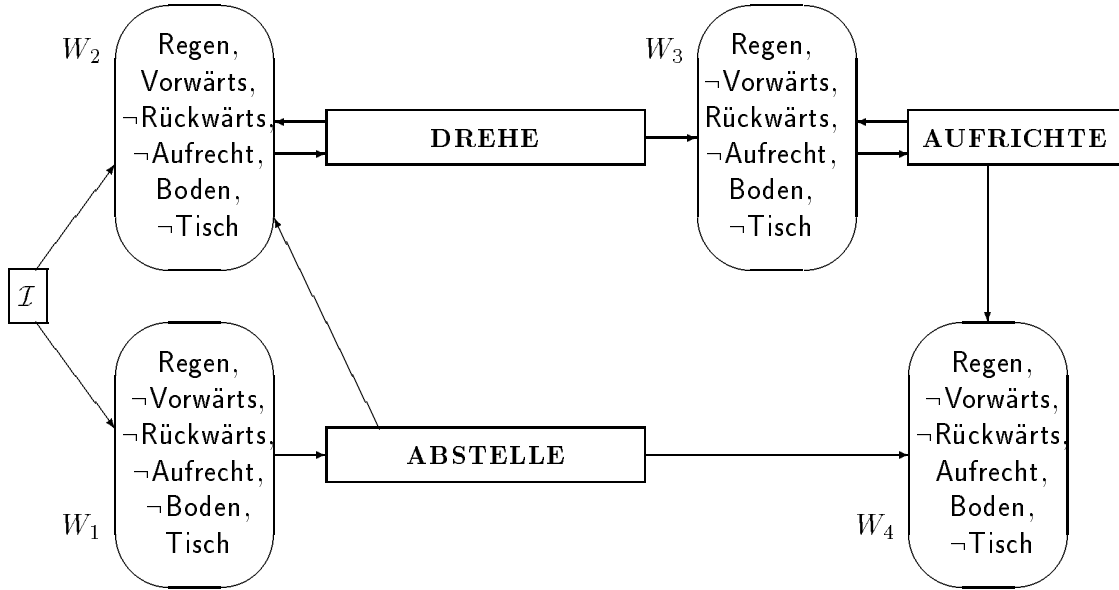 W₂
Regen,
Vorwärts,
¬Rückwärts,
¬Aufrecht,
Boden,
¬Tisch
DREHE
W₃
Regen,
¬Vorwärts,
Rückwärts,
¬Aufrecht,
Boden,
¬Tisch
AUFRICHTE
ℐ
W₁
Regen,
¬Vorwärts,
¬Rückwärts,
¬Aufrecht,
¬Boden,
Tisch
ABSTELLE
W₄
Regen,
¬Vorwärts,
¬Rückwärts,
Aufrecht,
Boden,
¬Tisch